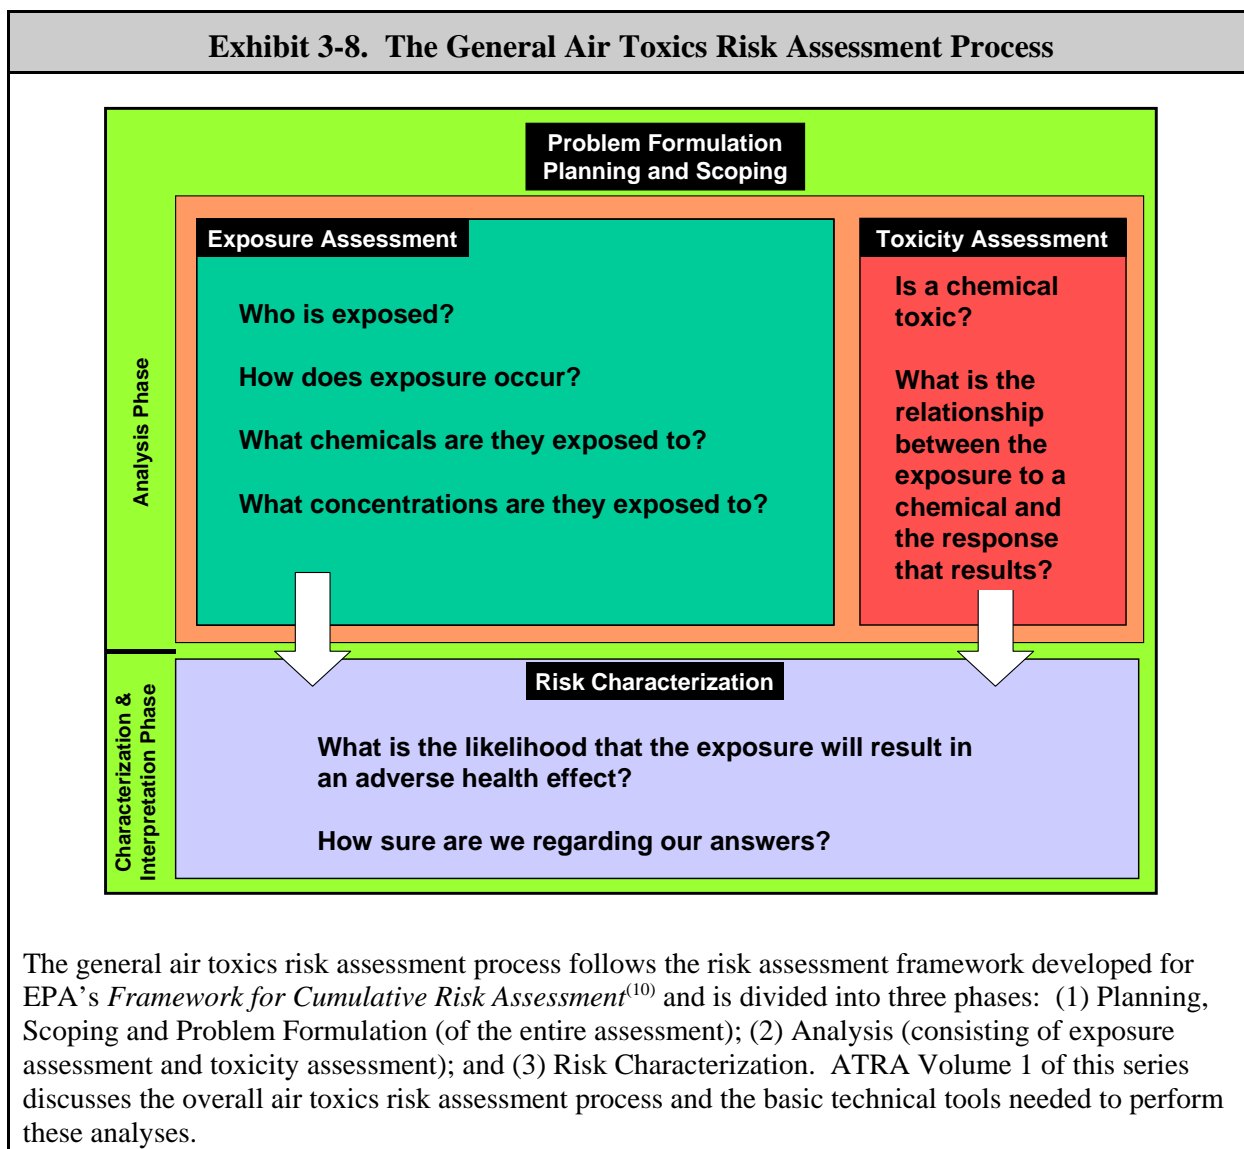 Exhibit 3-8.  The General Air Toxics Risk Assessment Process
Problem Formulation
Planning and Scoping
Analysis Phase
Exposure Assessment
Who is exposed?
How does exposure occur?
What chemicals are they exposed to?
What concentrations are they exposed to?
Toxicity Assessment
Is a chemical
toxic?
What is the
relationship
between the
exposure to a
chemical and
the response
that results?
Characterization &
Interpretation Phase
Risk Characterization
What is the likelihood that the exposure will result in
an adverse health effect?
How sure are we regarding our answers?
The general air toxics risk assessment process follows the risk assessment framework developed for
EPA's Framework for Cumulative Risk Assessment(10) and is divided into three phases:  (1) Planning,
Scoping and Problem Formulation (of the entire assessment); (2) Analysis (consisting of exposure
assessment and toxicity assessment); and (3) Risk Characterization.  ATRA Volume 1 of this series
discusses the overall air toxics risk assessment process and the basic technical tools needed to perform
these analyses.